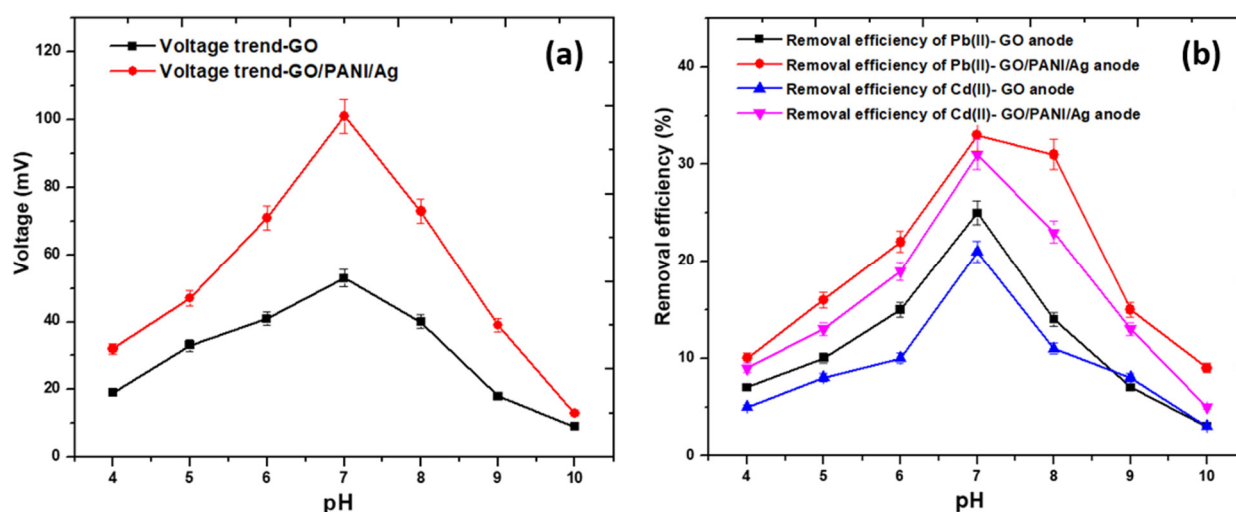 Voltage trend-GO
Voltage trend-GO/PANI/Ag
(a)
120
100
80
60
40
20
0
Voltage (mV)
4 5 6 7 8 9 10
pH
Removal efficiency of Pb(II)- GO anode
Removal efficiency of Pb(II)- GO/PANI/Ag anode
Removal efficiency of Cd(II)- GO anode
Removal efficiency of Cd(II)- GO/PANI/Ag anode
(b)
40
30
20
10
0
Removal efficiency (%)
4 5 6 7 8 9 10
pH